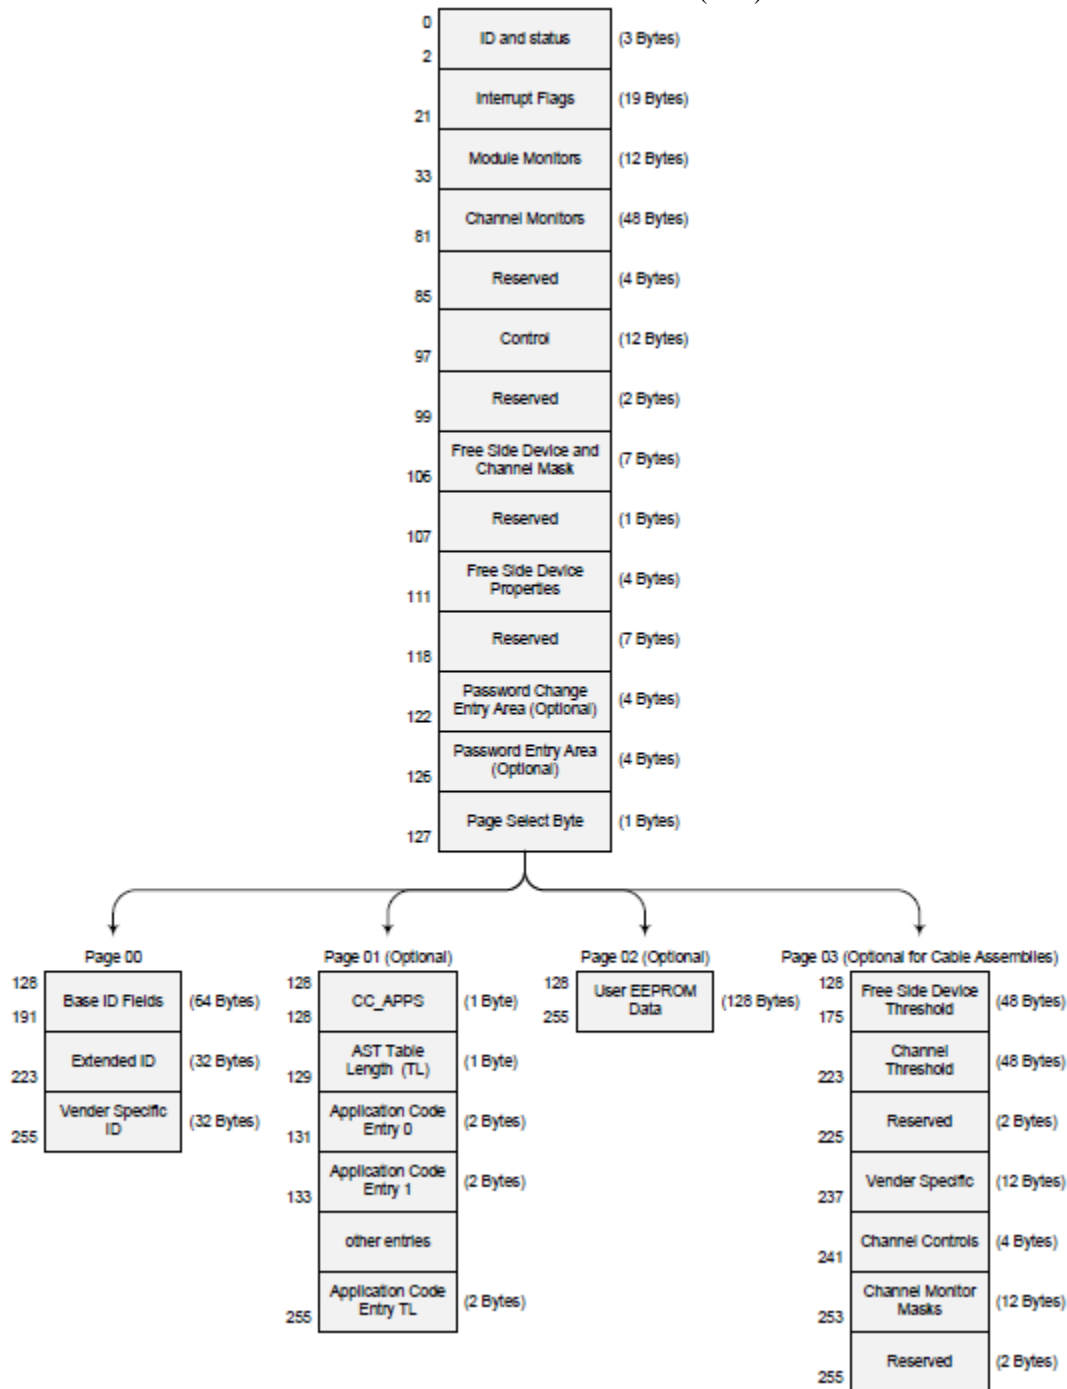 0
ID and status (3 Bytes)
2
Interrupt Flags (19 Bytes)
21
Module Monitors (12 Bytes)
33
Channel Monitors (48 Bytes)
81
Reserved (4 Bytes)
85
Control (12 Bytes)
97
Reserved (2 Bytes)
99
Free Side Device and
Channel Mask (7 Bytes)
106
Reserved (1 Bytes)
107
Free Side Device
Properties (4 Bytes)
111
Reserved (7 Bytes)
118
Password Change
Entry Area (Optional) (4 Bytes)
122
Password Entry Area
(Optional) (4 Bytes)
126
Page Select Byte (1 Bytes)
127
Page 00
128
Base ID Fields (64 Bytes)
191
Extended ID (32 Bytes)
223
Vender Specific
ID (32 Bytes)
255
Page 01 (Optional)
128
CC_APPS (1 Byte)
128
AST Table
Length (TL) (1 Byte)
129
Application Code
Entry 0 (2 Bytes)
131
Application Code
Entry 1 (2 Bytes)
133
other entries
Application Code
Entry TL (2 Bytes)
255
Page 02 (Optional)
128
User EEPROM
Data (128 Bytes)
255
Page 03 (Optional for Cable Assemblies)
128
Free Side Device
Threshold (48 Bytes)
175
Channel
Threshold (48 Bytes)
223
Reserved (2 Bytes)
225
Vender Specific (12 Bytes)
237
Channel Controls (4 Bytes)
241
Channel Monitor
Masks (12 Bytes)
253
Reserved (2 Bytes)
255